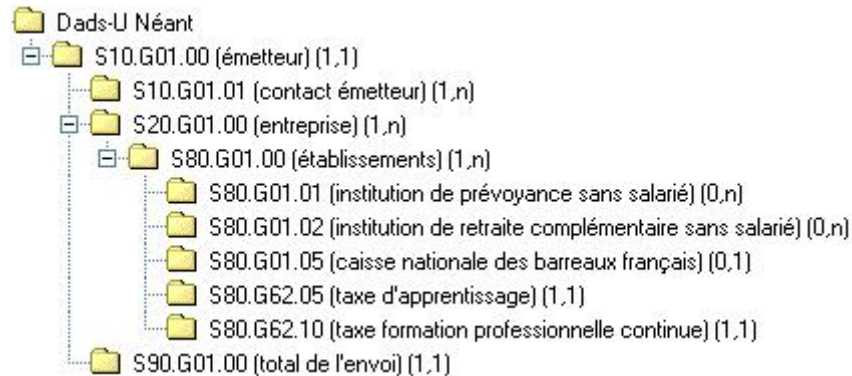 Dads-U Néant
S10.G01.00 (émetteur) (1,1)
S10.G01.01 (contact émetteur) (1,n)
S20.G01.00 (entreprise) (1,n)
S80.G01.00 (établissements) (1,n)
S80.G01.01 (institution de prévoyance sans salarié) (0,n)
S80.G01.02 (institution de retraite complémentaire sans salarié) (0,n)
S80.G01.05 (caisse nationale des barreaux français) (0,1)
S80.G62.05 (taxe d'apprentissage) (1,1)
S80.G62.10 (taxe formation professionnelle continue) (1,1)
S90.G01.00 (total de l'envoi) (1,1)